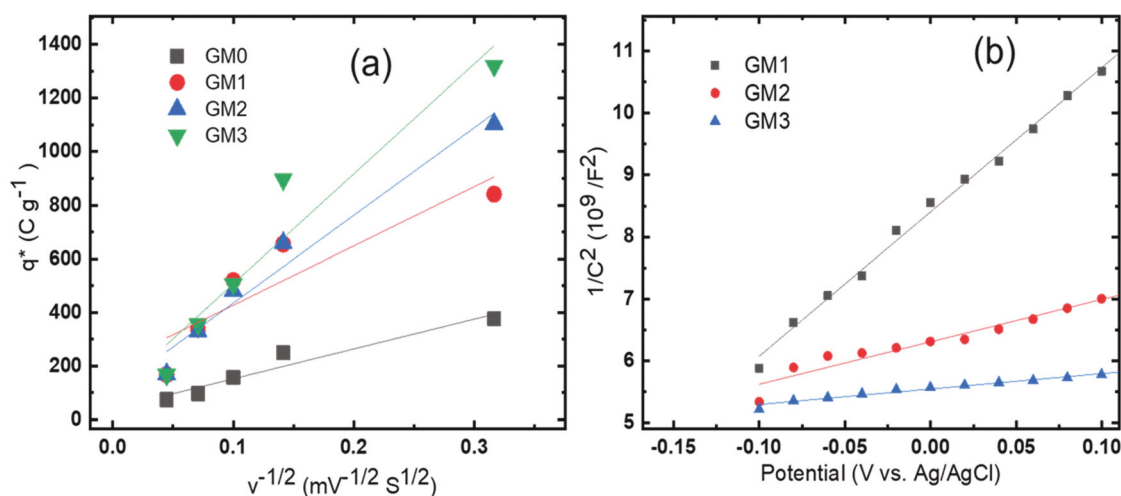 (a)
GM0
GM1
GM2
GM3
q* (C g⁻¹)
1400
1200
1000
800
600
400
200
0
0.0 0.1 0.2 0.3
v⁻¹/² (mV⁻¹/² S¹/²)
(b)
GM1
GM2
GM3
1/C² (10⁹ /F²)
11
10
9
8
7
6
5
-0.15 -0.10 -0.05 0.00 0.05 0.10
Potential (V vs. Ag/AgCl)